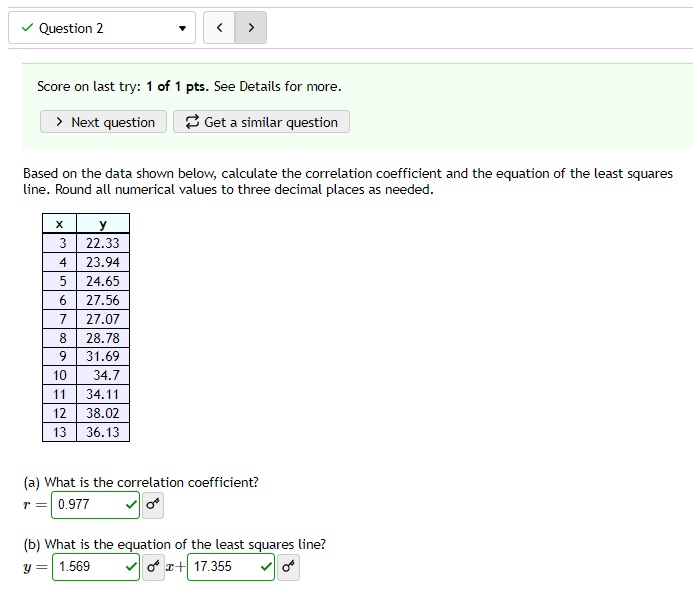 Question 2
Score on last try: 1 of 1 pts. See Details for more.
> Next question
Get a similar question
Based on the data shown below, calculate the correlation coefficient and the equation of the least squares
line. Round all numerical values to three decimal places as needed.
x y
3 22.33
4 23.94
5 24.65
6 27.56
7 27.07
8 28.78
9 31.69
10 34.7
11 34.11
12 38.02
13 36.13
(a) What is the correlation coefficient?
r = 0.977
(b) What is the equation of the least squares line?
y = 1.569 x+ 17.355